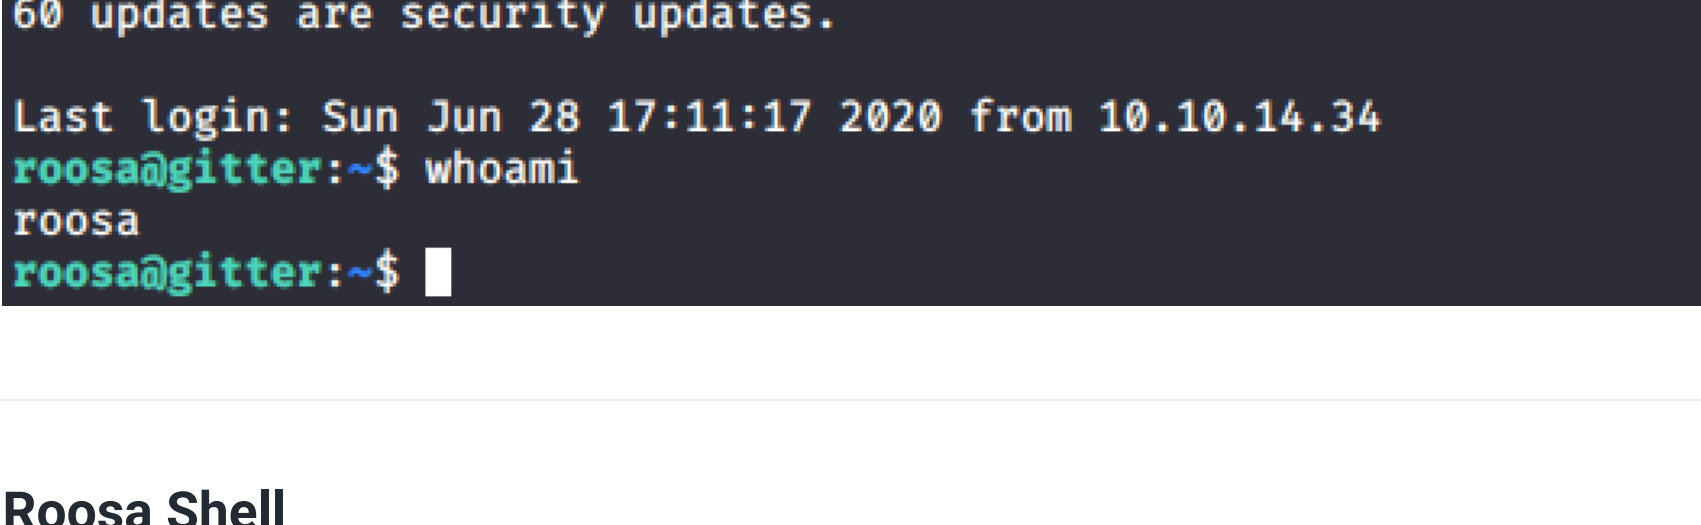 60 updates are security updates.
Last login: Sun Jun 28 17:11:17 2020 from 10.10.14.34
roosa@gitter:~$ whoami
roosa
roosa@gitter:~$
Roosa Shell